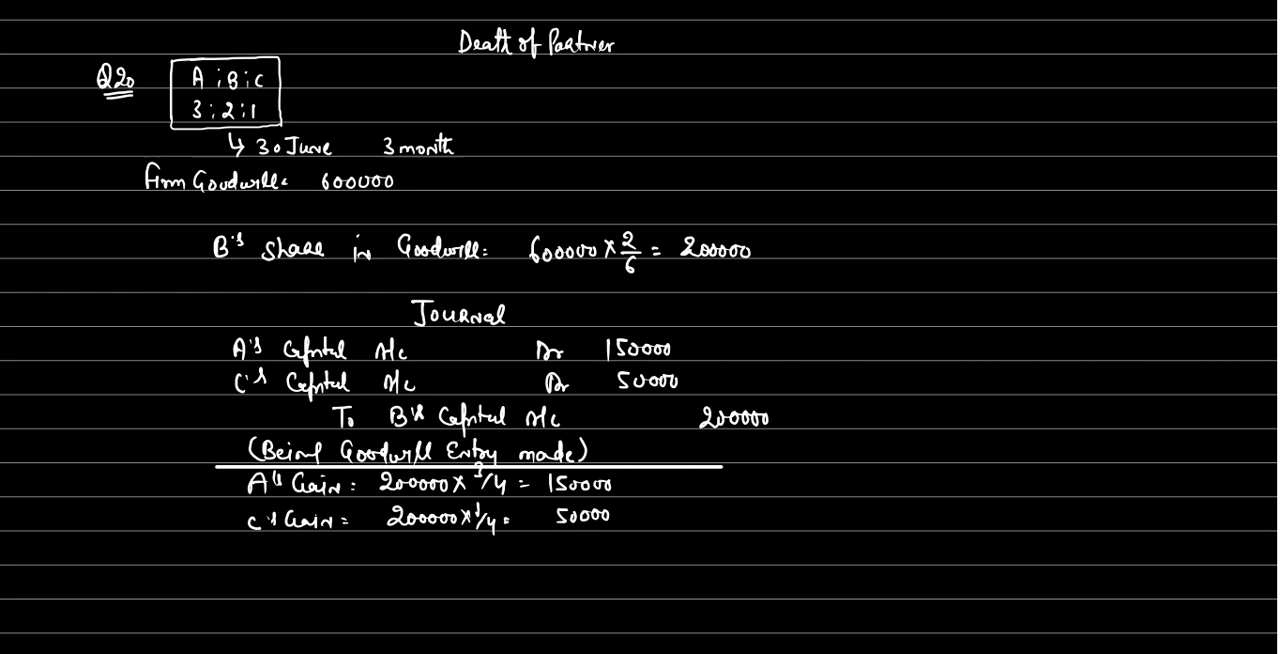 Death of Partner
Q20
A : B : C
3 : 2 : 1
↳ 30 June 3 month
Firm Goodwill = 600000
B's Share in Goodwill = 600000 × 2/6 = 200000
Journal
A's Capital A/c Dr 150000
C's Capital A/c Dr 50000
To B's Capital A/c 200000
(Being Goodwill Entry made)
A's Gain = 200000 × 3/4 = 150000
C's Gain = 200000 × 1/4 = 50000